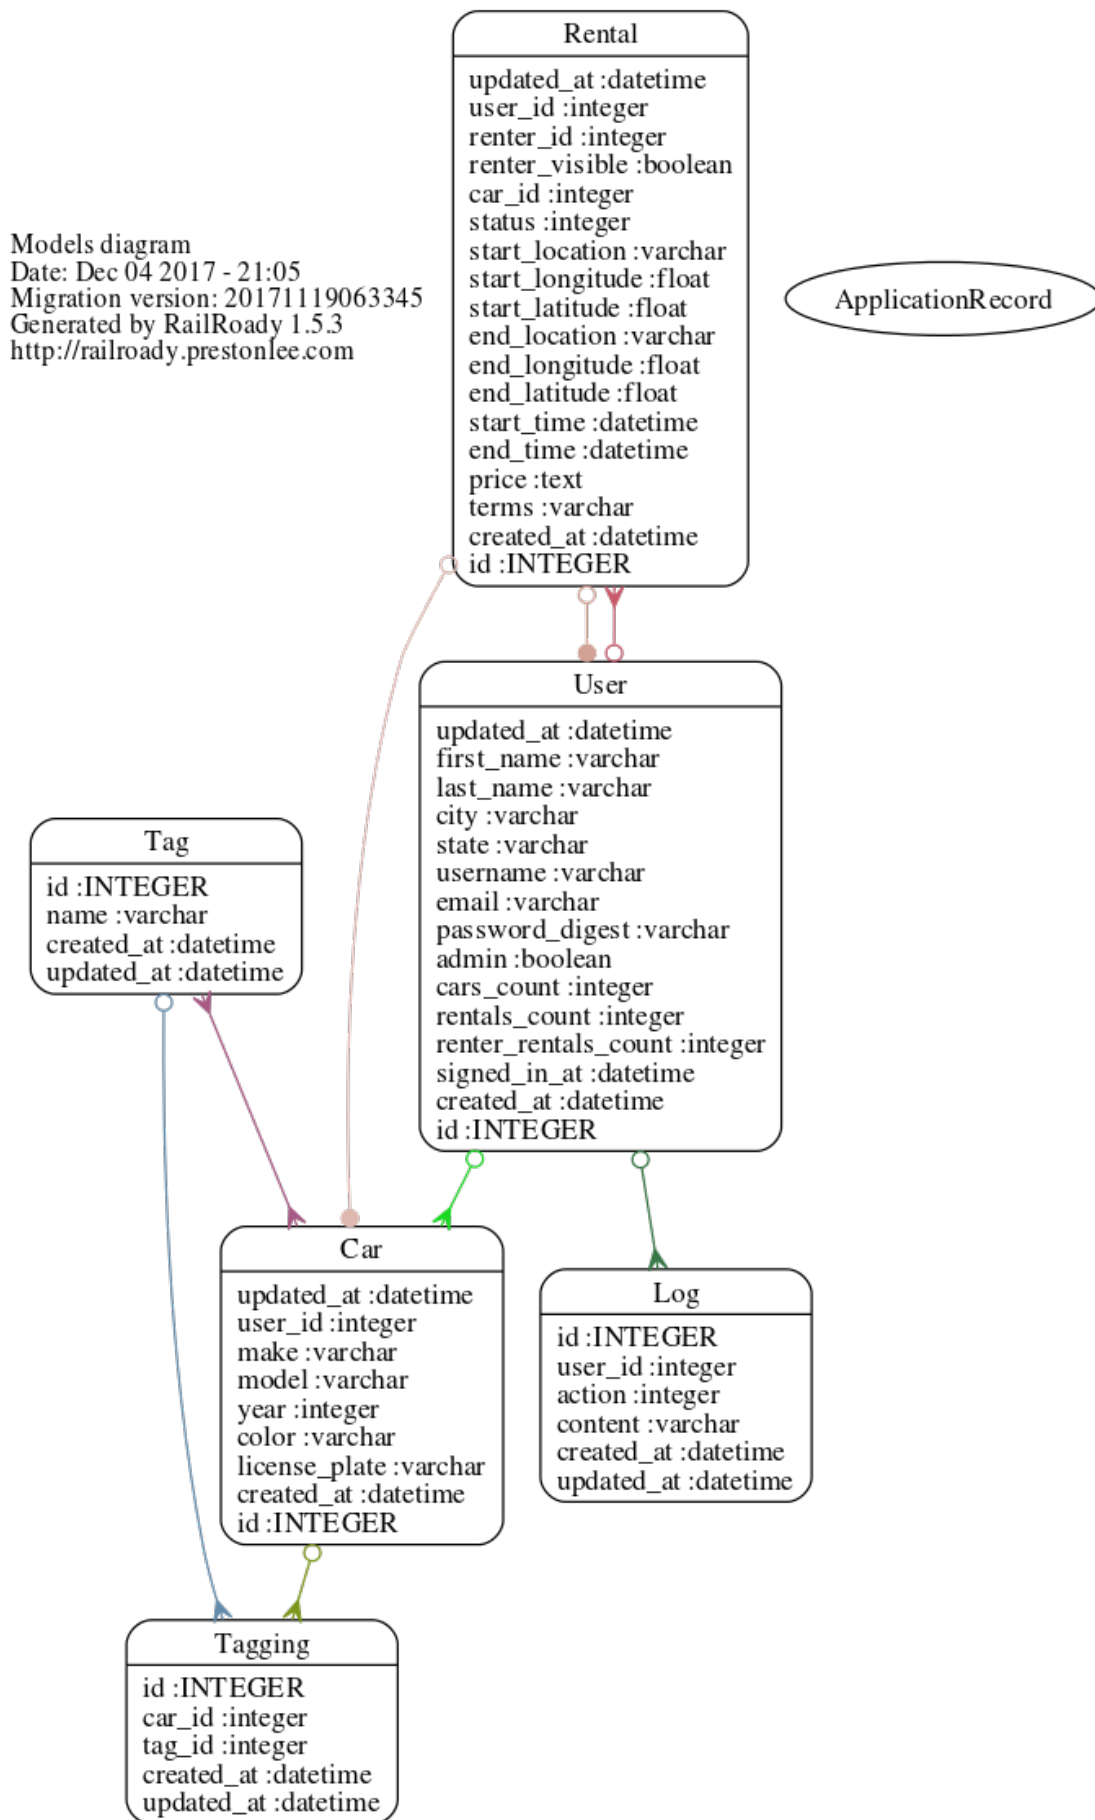 Rental
updated_at :datetime
user_id :integer
renter_id :integer
renter_visible :boolean
car_id :integer
status :integer
start_location :varchar
start_longitude :float
start_latitude :float
end_location :varchar
end_longitude :float
end_latitude :float
start_time :datetime
end_time :datetime
price :text
terms :varchar
created_at :datetime
id :INTEGER
Models diagram
Date: Dec 04 2017 - 21:05
Migration version: 20171119063345
Generated by RailRoady 1.5.3
http://railroady.prestonlee.com
ApplicationRecord
User
updated_at :datetime
first_name :varchar
last_name :varchar
city :varchar
state :varchar
username :varchar
email :varchar
password_digest :varchar
admin :boolean
cars_count :integer
rentals_count :integer
renter_rentals_count :integer
signed_in_at :datetime
created_at :datetime
id :INTEGER
Tag
id :INTEGER
name :varchar
created_at :datetime
updated_at :datetime
Car
updated_at :datetime
user_id :integer
make :varchar
model :varchar
year :integer
color :varchar
license_plate :varchar
created_at :datetime
id :INTEGER
Log
id :INTEGER
user_id :integer
action :integer
content :varchar
created_at :datetime
updated_at :datetime
Tagging
id :INTEGER
car_id :integer
tag_id :integer
created_at :datetime
updated_at :datetime